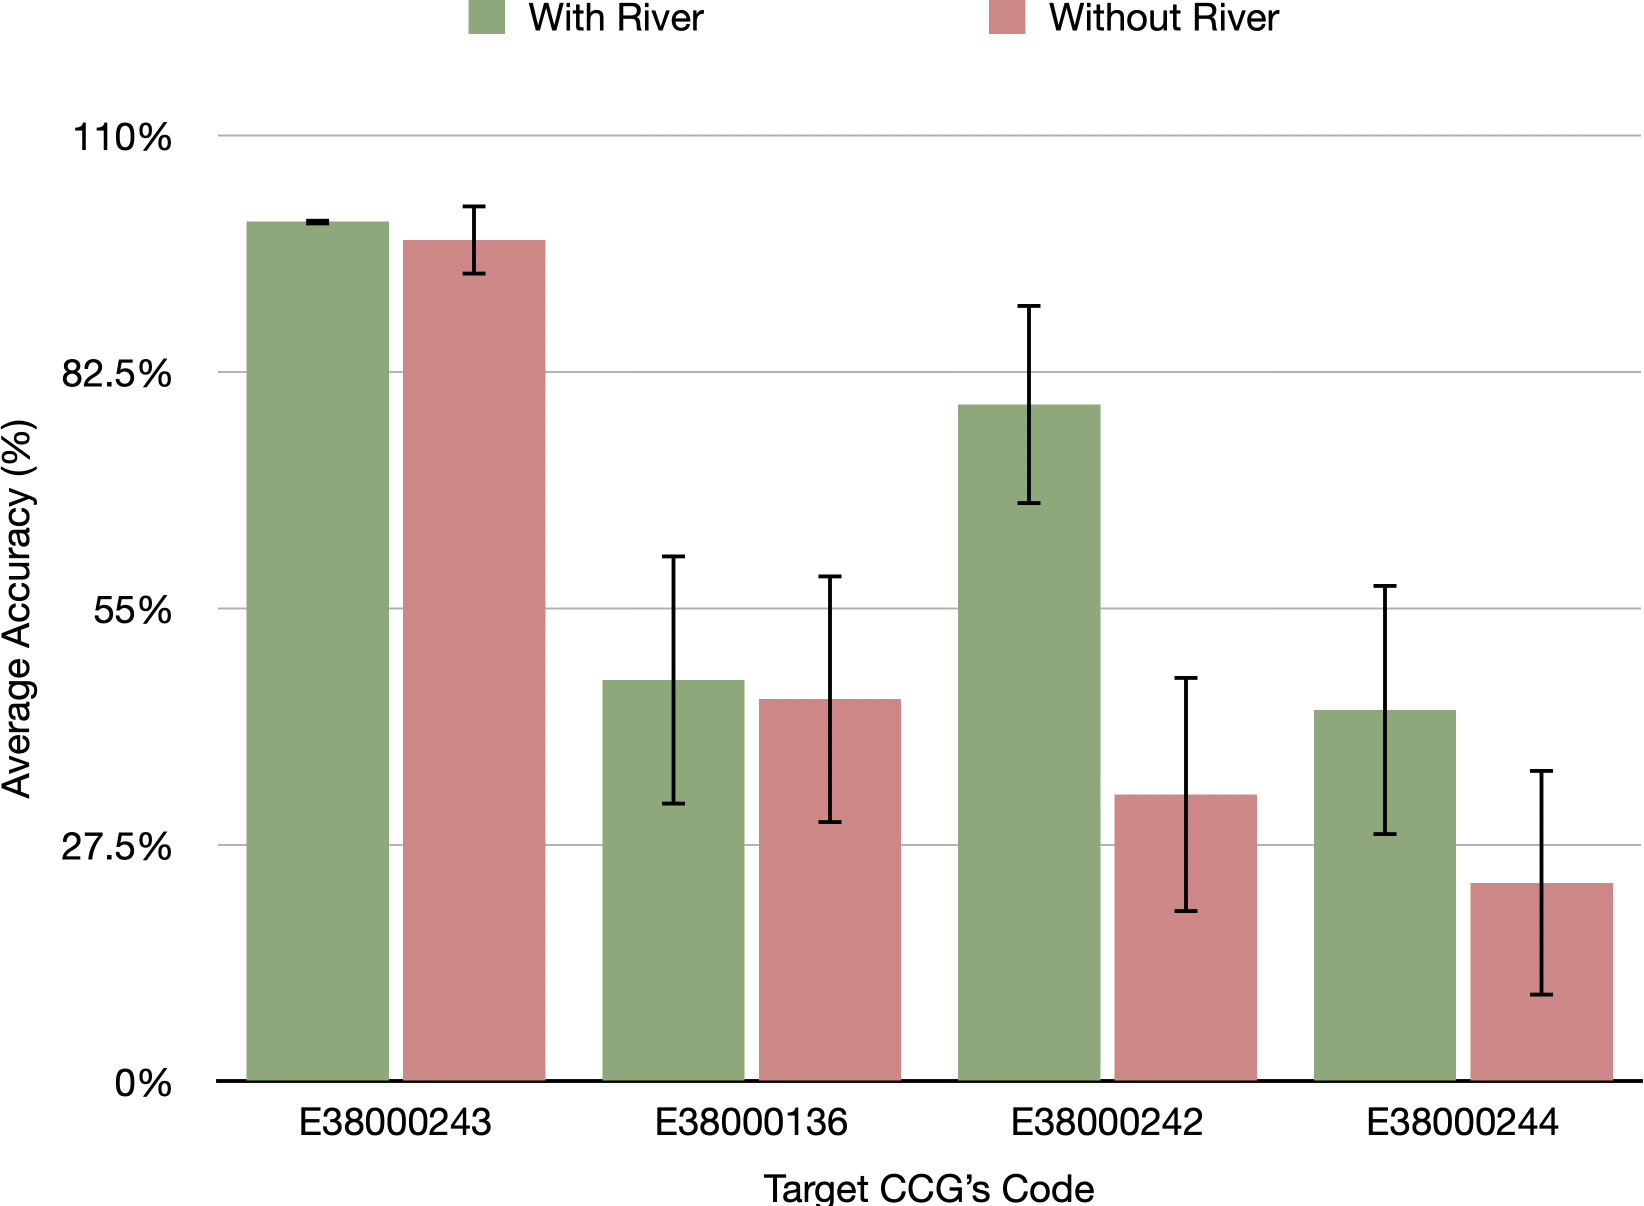 With River
Without River
110%
82.5%
55%
27.5%
0%
Average Accuracy (%)
E38000243
E38000136
E38000242
E38000244
Target CCG’s Code